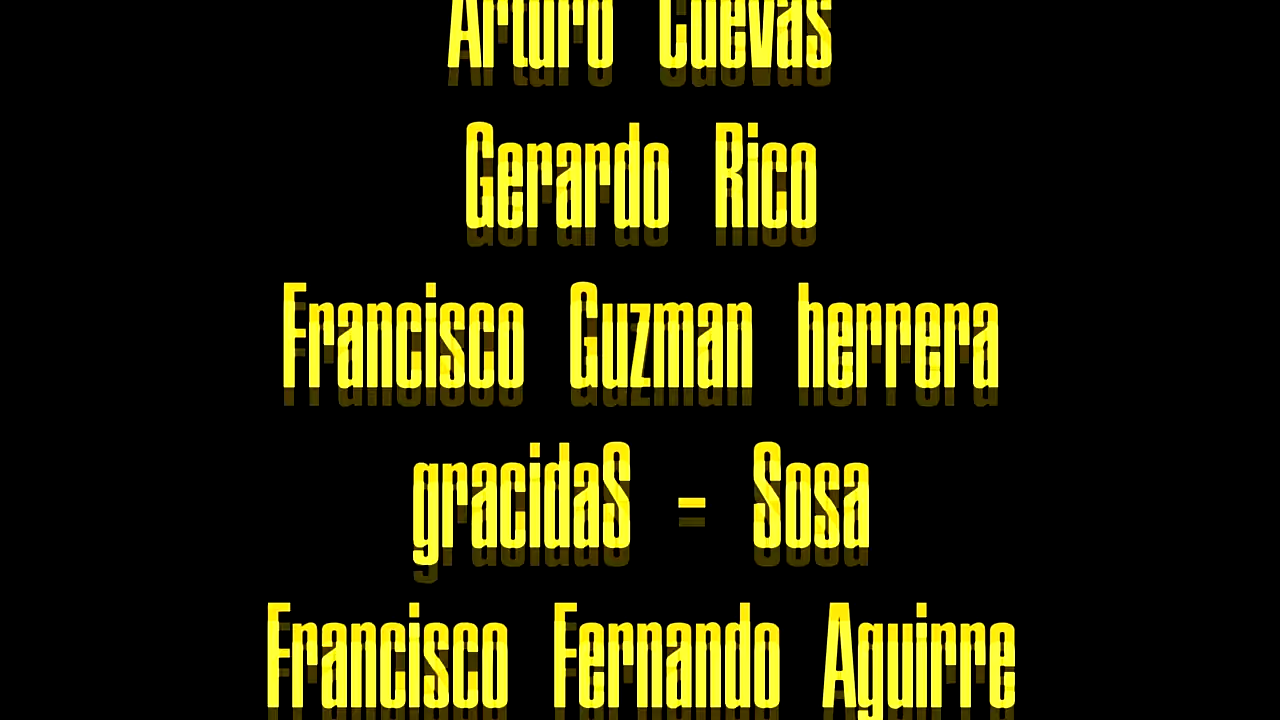 Arturo Cuevas
Gerardo Rico
Francisco Guzman herrera
gracidaS - Sosa
Francisco Fernando Aguirre